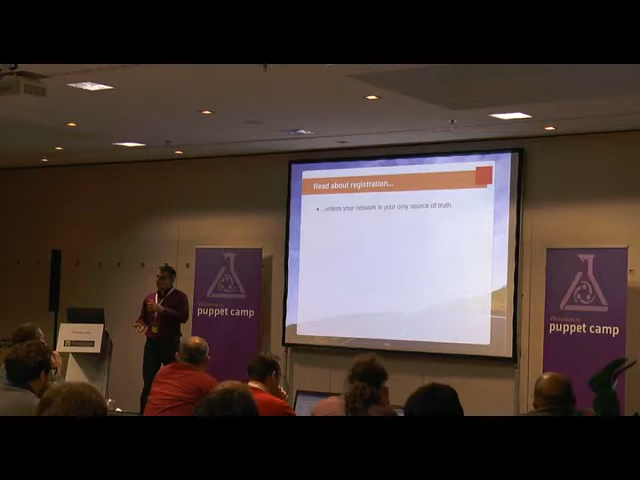 Read about registration...
...unless your network is your only source of truth
Welcome to
puppet camp
Welcome to
puppet camp